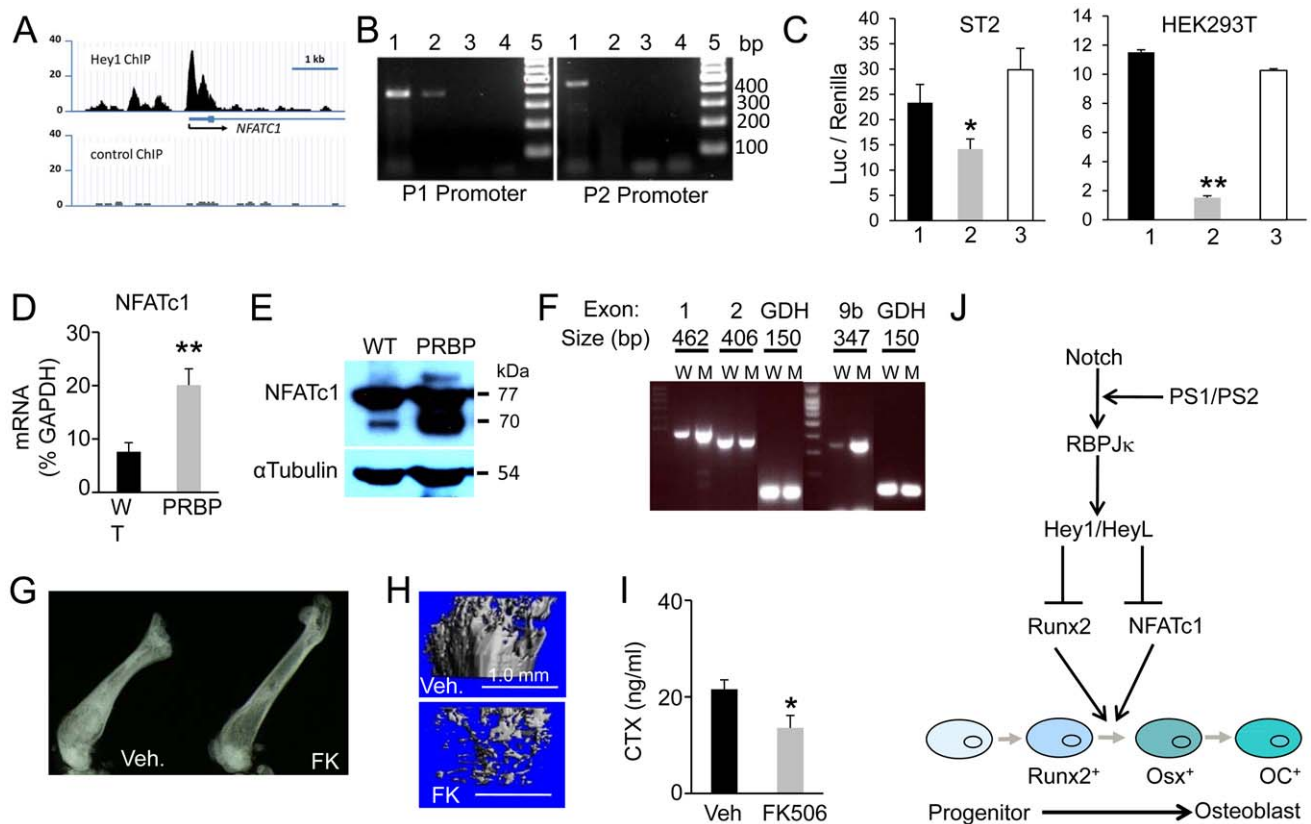 A
40
Hey1 ChIP
20
1 kb
0
NFATC1
40
control ChIP
20
0
B
1 2 3 4 5 1 2 3 4 5 bp
400
300
200
100
P1 Promoter P2 Promoter
C
ST2 HEK293T
Luc / Renilla
40
35
30
25
20
15
10
5
0
*
1 2 3
14
12
10
8
6
4
2
0
**
1 2 3
D
NFATc1
mRNA
(% GAPDH)
30
20
10
0
**
W PRBP
T
E
WT PRBP
kDa
NFATc1
77
70
αTubulin
54
F
Exon: 1 2 GDH 9b GDH
Size (bp) 462 406 150 347 150
W M W M W M W M W M
G
Veh. FK
H
1.0 mm
Veh.
FK
I
CTX (ng/ml)
40
20
0
*
Veh FK506
J
Notch
PS1/PS2
RBPJκ
Hey1/HeyL
Runx2 NFATc1
Runx2⁺ Osx⁺ OC⁺
Progenitor Osteoblast